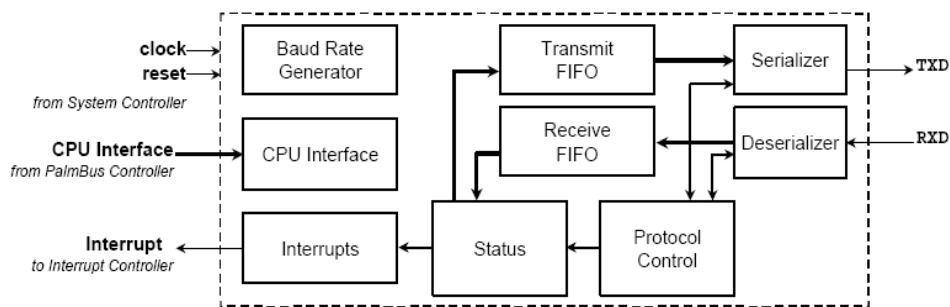 clock
reset
from System Controller
CPU Interface
from PalmBus Controller
Interrupt
to Interrupt Controller
Baud Rate
Generator
CPU Interface
Interrupts
Transmit
FIFO
Receive
FIFO
Status
Serializer
Deserializer
Protocol
Control
TXD
RXD